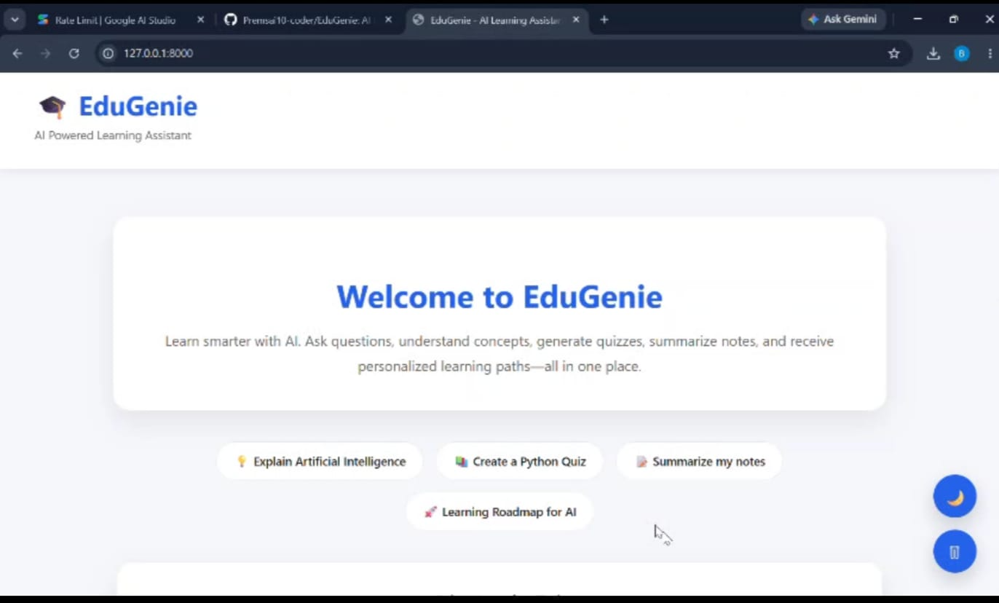 Rate Limit | Google AI Studio
Premsai10-coder/EduGenie: AI
EduGenie - AI Learning Assistan
Ask Gemini
127.0.0.1:8000
B
EduGenie
AI Powered Learning Assistant
Welcome to EduGenie
Learn smarter with AI. Ask questions, understand concepts, generate quizzes, summarize notes, and receive
personalized learning paths—all in one place.
Explain Artificial Intelligence
Create a Python Quiz
Summarize my notes
Learning Roadmap for AI